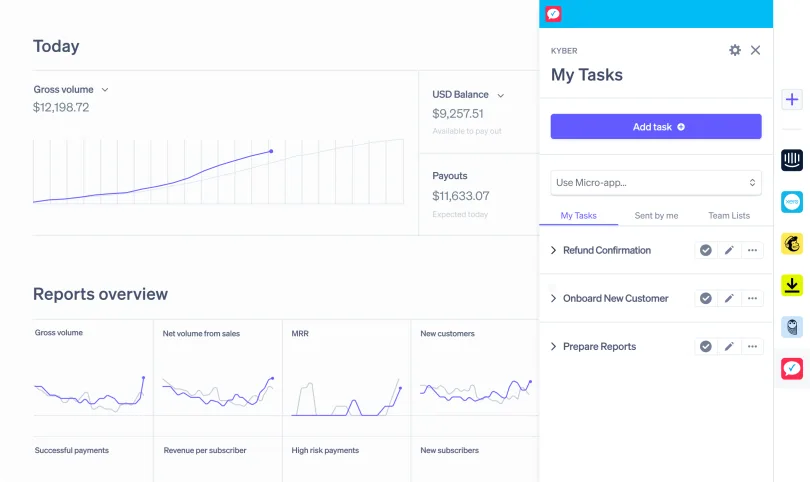 Today
Gross volume
$12,198.72
USD Balance
$9,257.51
Available to pay out
Payouts
$11,633.07
Expected today
Reports overview
Gross volume
Net volume from sales
MRR
New customers
Successful payments
Revenue per subscriber
High risk payments
New subscribers
KYBER
My Tasks
Add task
Use Micro-app...
My Tasks
Sent by me
Team Lists
Refund Confirmation
Onboard New Customer
Prepare Reports
xero